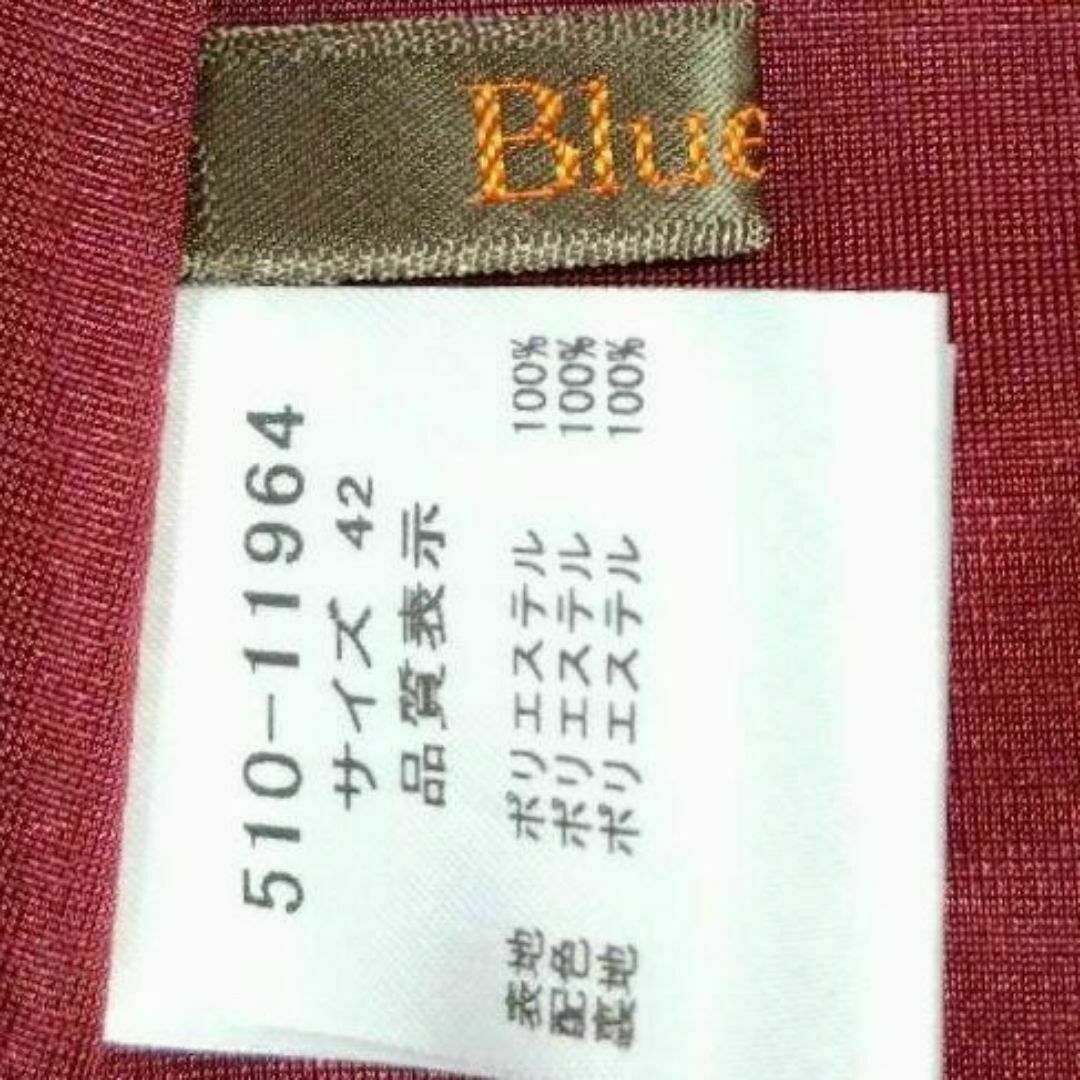 Blue
510-11964
サイズ 42
品質表示
表地 ポリエステル 100%
配色 ポリエステル 100%
裏地 ポリエステル 100%